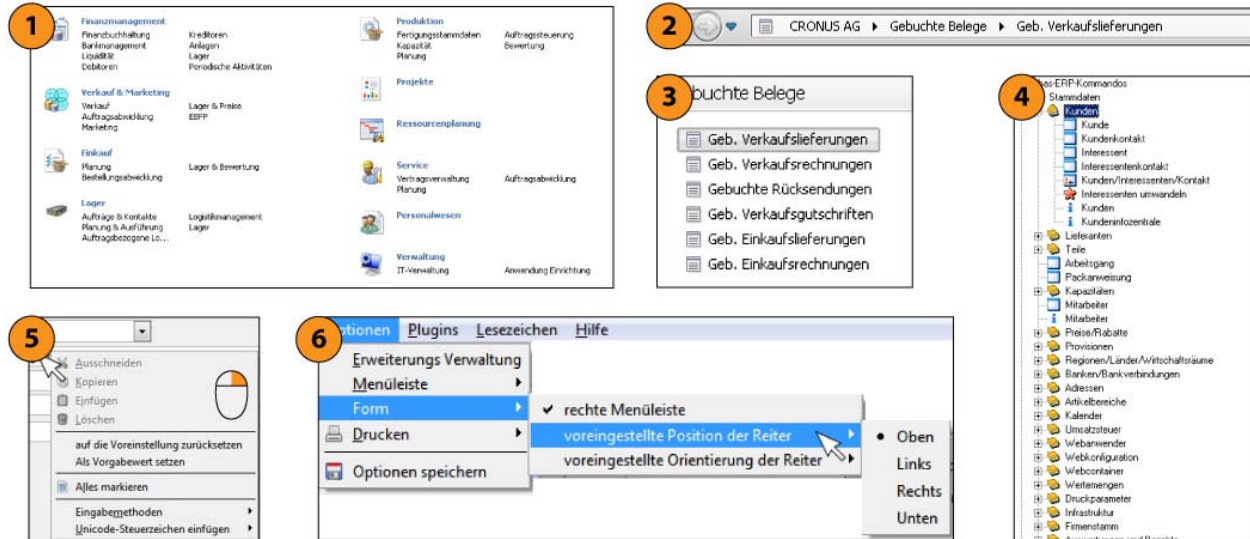 1
Finanzmanagement
Finanzbuchhaltung Kreditoren
Bankmanagement Anlagen
Liquidität Lager
Debitoren Periodische Aktivitäten
Verkauf & Marketing
Verkauf Lager & Preise
Auftragsabwicklung EBPP
Marketing
Einkauf
Planung Lager & Bewertung
Bestellungsabwicklung
Lager
Aufträge & Kontakte Logistikmanagement
Planung & Ausführung Lager
Auftragsbezogene Lo...
Produktion
Fertigungsstammdaten Auftragssteuerung
Kapazität Bewertung
Planung
Projekte
Ressourcenplanung
Service
Vertragsverwaltung Auftragsabwicklung
Planung
Personalwesen
Verwaltung
IT-Verwaltung Anwendung Einrichtung
2
CRONUS AG Gebuchte Belege Geb. Verkaufslieferungen
3
buchte Belege
Geb. Verkaufslieferungen
Geb. Verkaufsrechnungen
Gebuchte Rücksendungen
Geb. Verkaufsgutschriften
Geb. Einkaufslieferungen
Geb. Einkaufsrechnungen
4
bas-ERP-Kommandos
Stammdaten
Kunden
Kunde
Kundenkontakt
Interessent
Interessentenkontakt
Kunden/Interessenten/Kontakt
Interessenten umwandeln
Kunden
Kundeninfozentrale
Lieferanten
Teile
Arbeitsgang
Packanweisung
Kapazitäten
Mitarbeiter
Mitarbeiter
Preise/Rabatte
Provisionen
Regionen/Länder/Wirtschaftsräume
Banken/Bankverbindungen
Adressen
Artikelbereiche
Kalender
Umsatzsteuer
Webanwender
Webkonfiguration
Webcontainer
Wertemengen
Druckparameter
Infrastruktur
Firmenstamm
5
Ausschneiden
Kopieren
Einfügen
Löschen
auf die Voreinstellung zurücksetzen
Als Vorgabewert setzen
Alles markieren
Eingabemethoden
Unicode-Steuerzeichen einfügen
6
ptionen Plugins Lesezeichen Hilfe
Erweiterungs Verwaltung
Menüleiste
Form
Drucken
Optionen speichern
rechte Menüleiste
voreingestellte Position der Reiter
voreingestellte Orientierung der Reiter
Oben
Links
Rechts
Unten